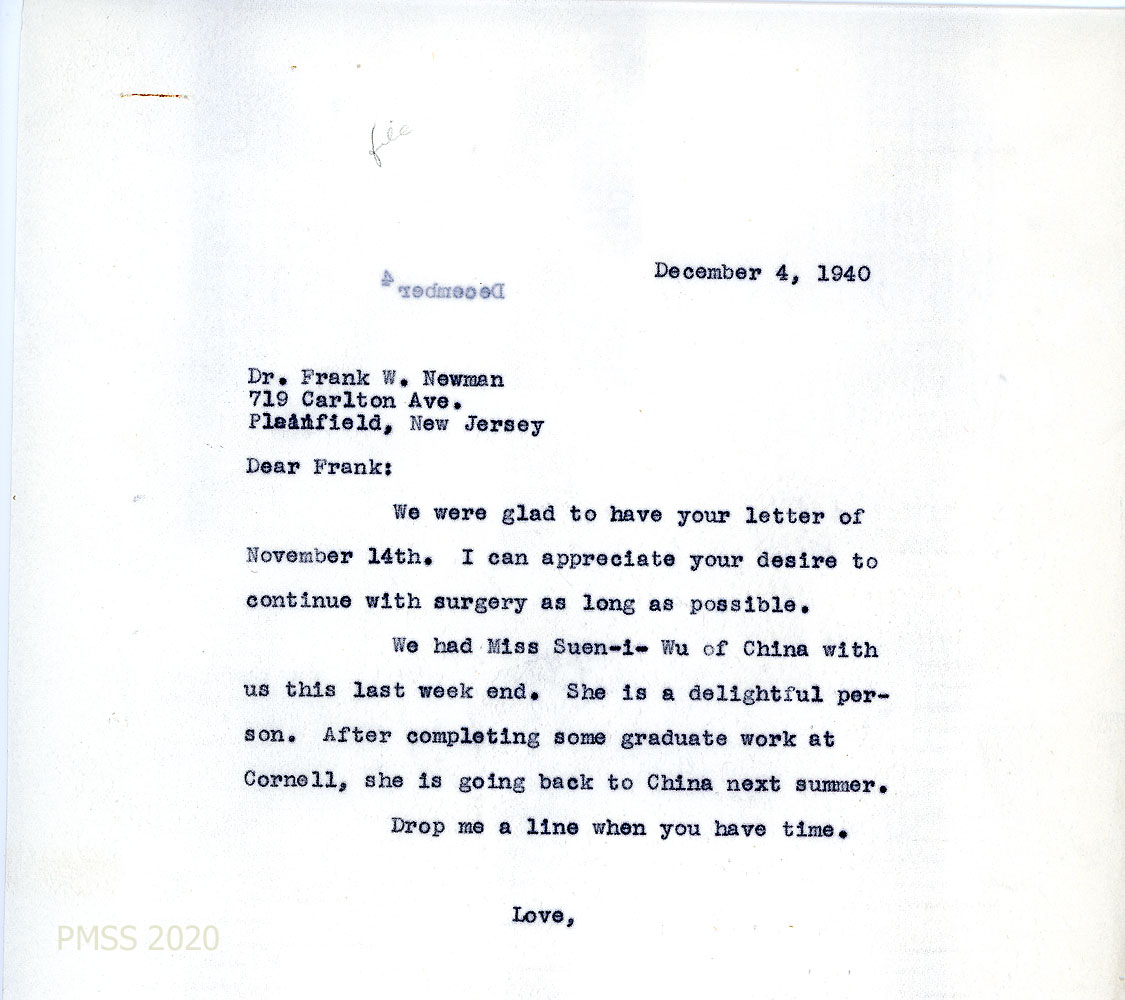 file
December 4, 1940
December 4
Dr. Frank W. Newman
719 Carlton Ave.
Plainfield, New Jersey
Dear Frank:
We were glad to have your letter of
November 14th. I can appreciate your desire to
continue with surgery as long as possible.
We had Miss Suen-i- Wu of China with
us this last week end. She is a delightful per-
son. After completing some graduate work at
Cornell, she is going back to China next summer.
Drop me a line when you have time.
Love,
PMSS 2020